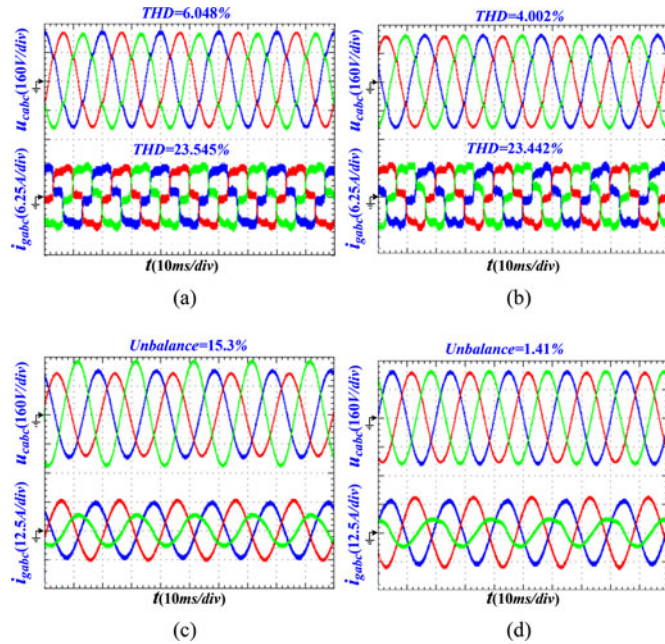 THD=6.048%
u_cabc(160V/div)
THD=23.545%
i_gabc(6.25A/div)
t(10ms/div)
(a)
THD=4.002%
u_cabc(160V/div)
THD=23.442%
i_gabc(6.25A/div)
t(10ms/div)
(b)
Unbalance=15.3%
u_cabc(160V/div)
i_gabc(12.5A/div)
t(10ms/div)
(c)
Unbalance=1.41%
u_cabc(160V/div)
i_gabc(12.5A/div)
t(10ms/div)
(d)